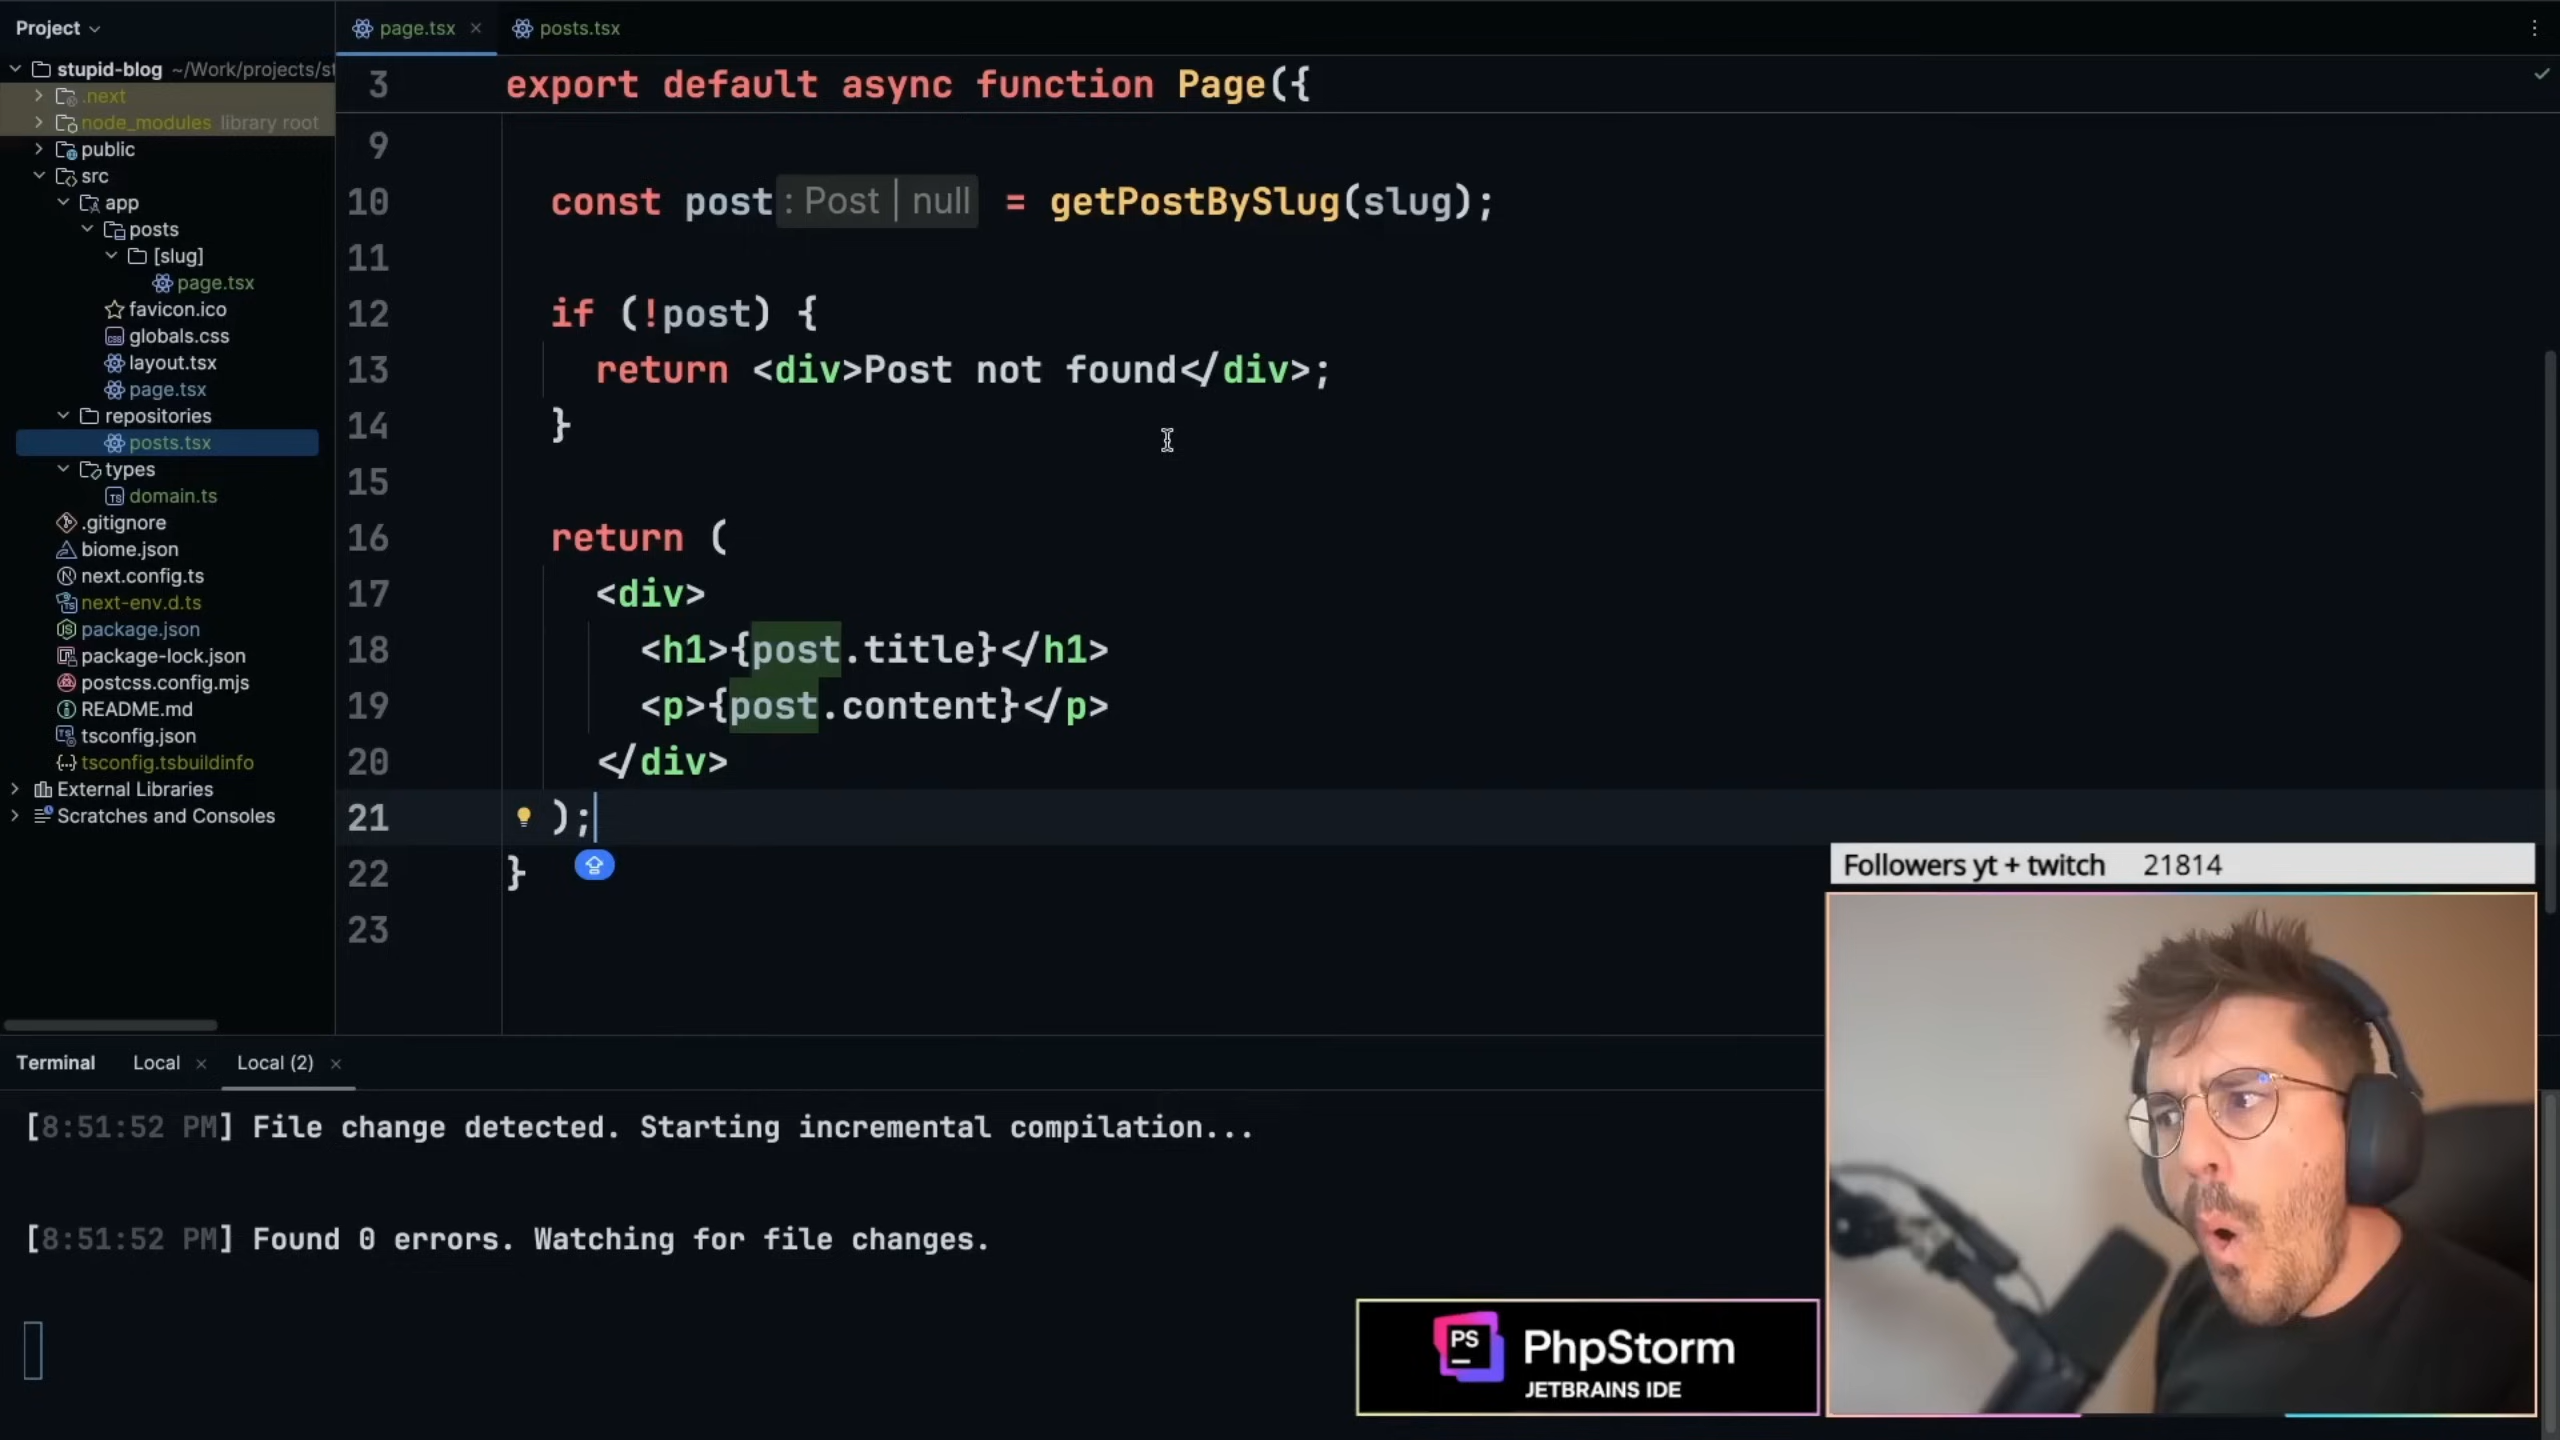 Project
stupid-blog ~/Work/projects/st
.next
node_modules library root
public
src
app
posts
[slug]
page.tsx
favicon.ico
globals.css
layout.tsx
page.tsx
repositories
posts.tsx
types
domain.ts
.gitignore
biome.json
next.config.ts
next-env.d.ts
package.json
package-lock.json
postcss.config.mjs
README.md
tsconfig.json
tsconfig.tsbuildinfo
External Libraries
Scratches and Consoles
page.tsx
posts.tsx
3 export default async function Page({
9
10 const post : Post | null = getPostBySlug(slug);
11
12 if (!post) {
13 return <div>Post not found</div>;
14 }
15
16 return (
17 <div>
18 <h1>{post.title}</h1>
19 <p>{post.content}</p>
20 </div>
21 );
22 }
23
Followers yt + twitch 21814
Terminal Local Local (2)
[8:51:52 PM] File change detected. Starting incremental compilation...
[8:51:52 PM] Found 0 errors. Watching for file changes.
PS
PhpStorm
JETBRAINS IDE